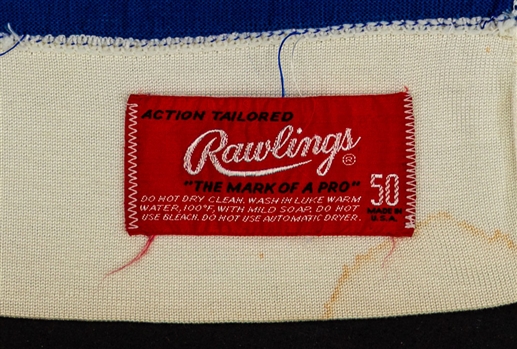 ACTION TAILORED
Rawlings®
"THE MARK OF A PRO"
DO NOT DRY CLEAN. WASH IN LUKE WARM
WATER, 100°F. WITH MILD SOAP. DO NOT
USE BLEACH. DO NOT USE AUTOMATIC DRYER.
50
MADE IN
U.S.A.